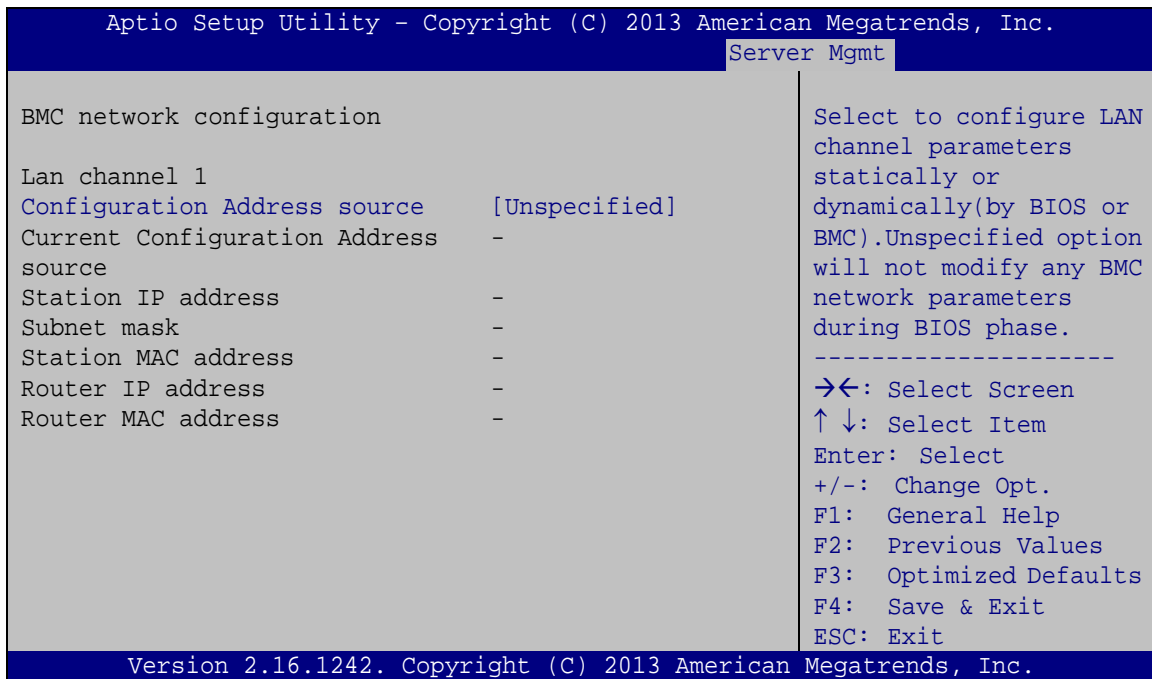 Aptio Setup Utility – Copyright (C) 2013 American Megatrends, Inc.
Server Mgmt
BMC network configuration
Lan channel 1
Configuration Address source [Unspecified]
Current Configuration Address -
source
Station IP address -
Subnet mask -
Station MAC address -
Router IP address -
Router MAC address -
Select to configure LAN
channel parameters
statically or
dynamically(by BIOS or
BMC).Unspecified option
will not modify any BMC
network parameters
during BIOS phase.
---------------------
→←: Select Screen
↑ ↓: Select Item
Enter: Select
+/-: Change Opt.
F1: General Help
F2: Previous Values
F3: Optimized Defaults
F4: Save & Exit
ESC: Exit
Version 2.16.1242. Copyright (C) 2013 American Megatrends, Inc.